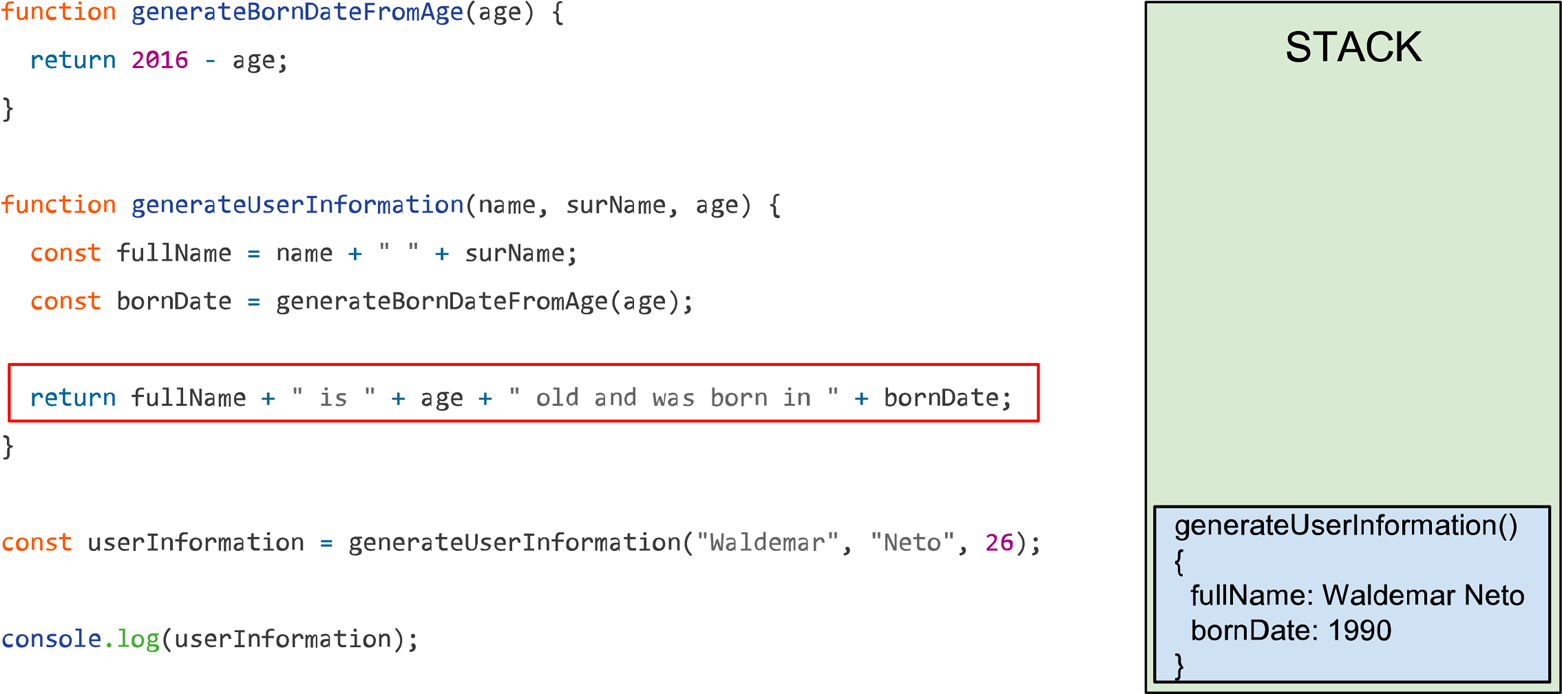 function generateBornDateFromAge(age) {
  return 2016 - age;
}
function generateUserInformation(name, surName, age) {
  const fullName = name + " " + surName;
  const bornDate = generateBornDateFromAge(age);
  return fullName + " is " + age + " old and was born in " + bornDate;
}
const userInformation = generateUserInformation("Waldemar", "Neto", 26);
console.log(userInformation);
STACK
generateUserInformation()
{
  fullName: Waldemar Neto
  bornDate: 1990
}